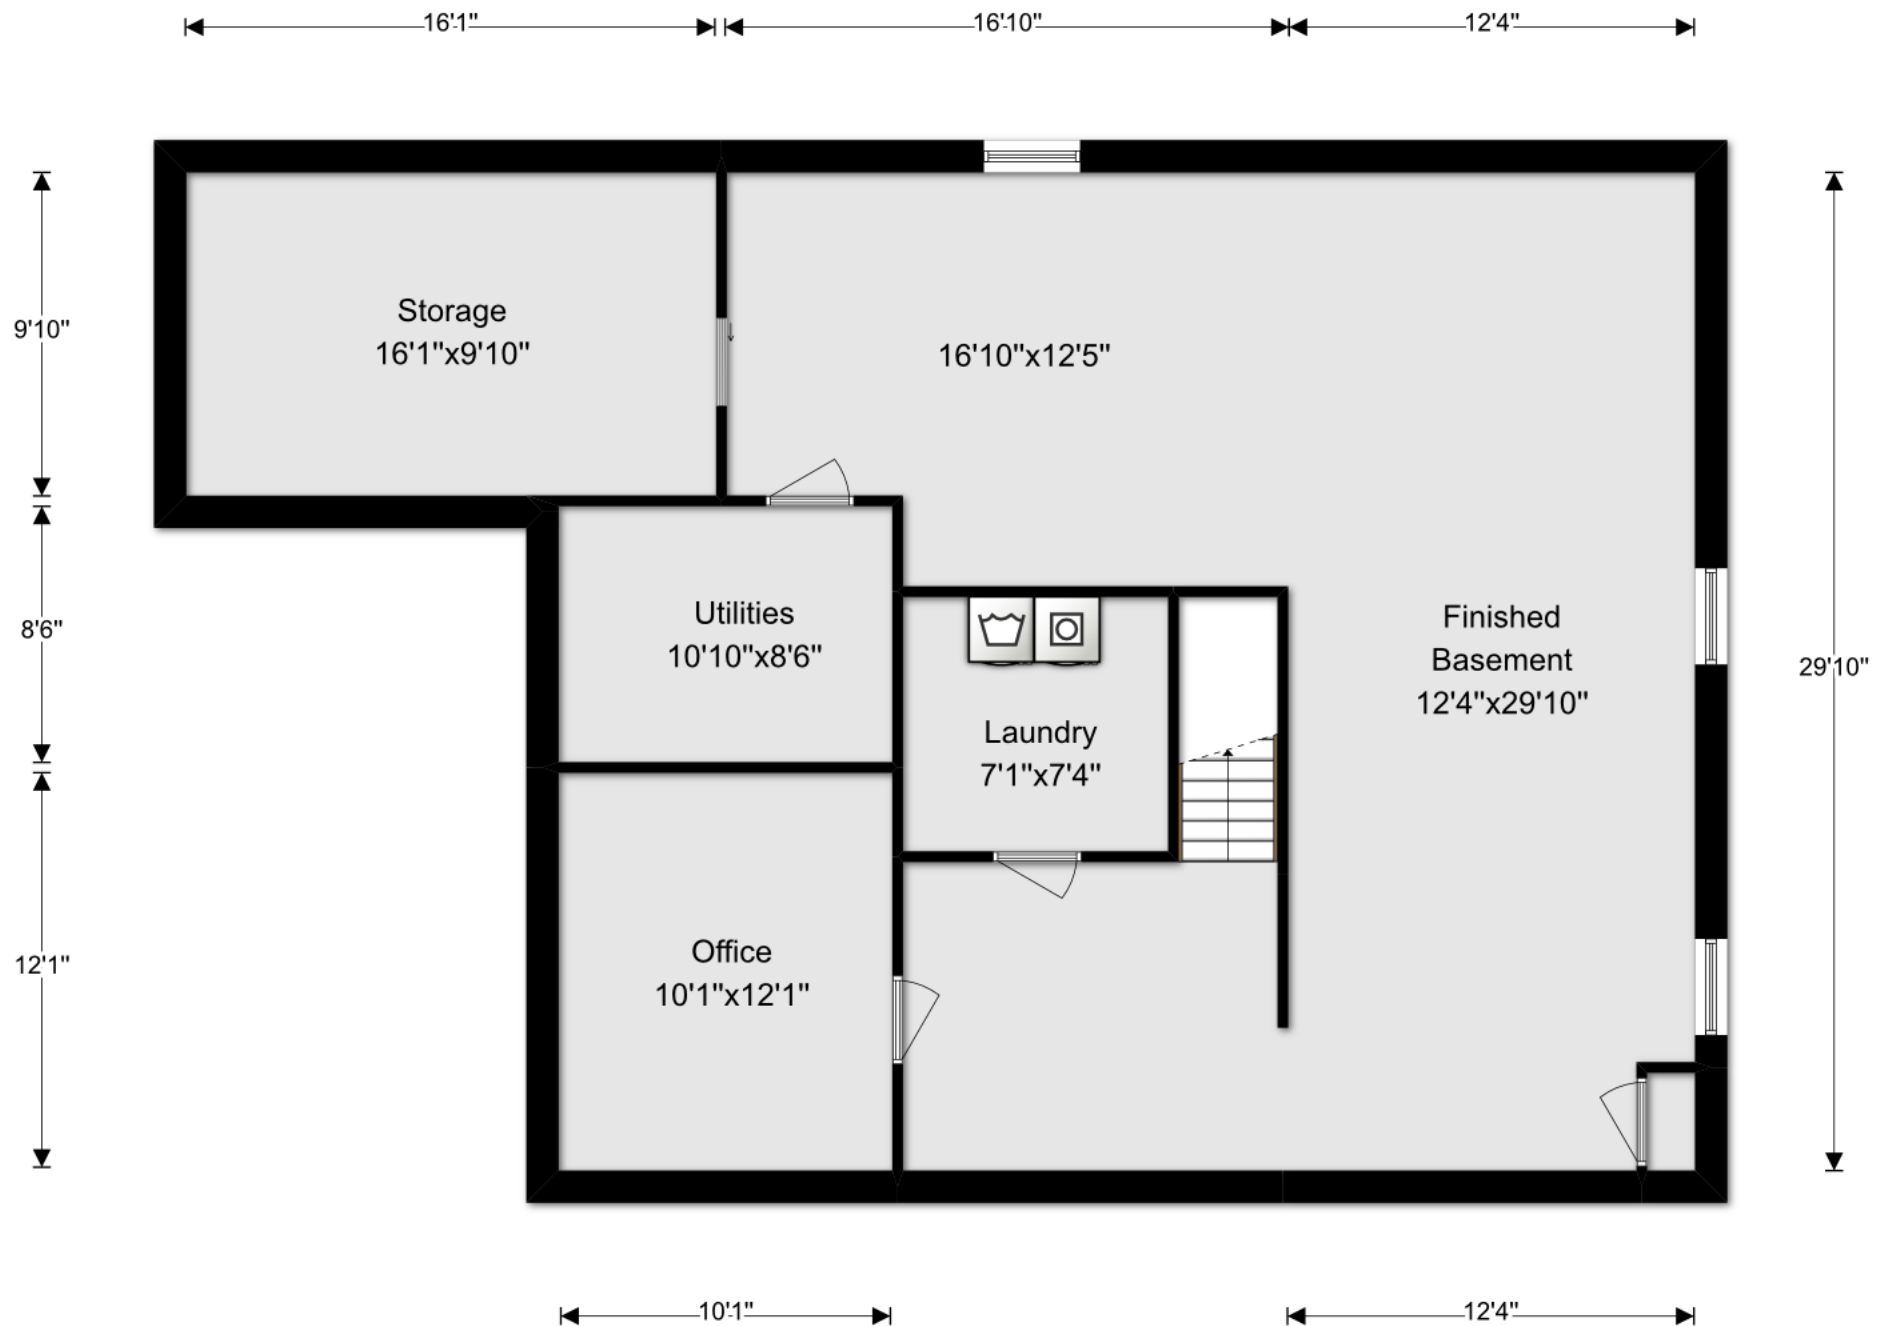 16'1"
16'10"
12'4"
9'10"
8'6"
12'1"
Storage
16'1"x9'10"
16'10"x12'5"
Utilities
10'10"x8'6"
Laundry
7'1"x7'4"
Finished
Basement
12'4"x29'10"
29'10"
Office
10'1"x12'1"
10'1"
12'4"